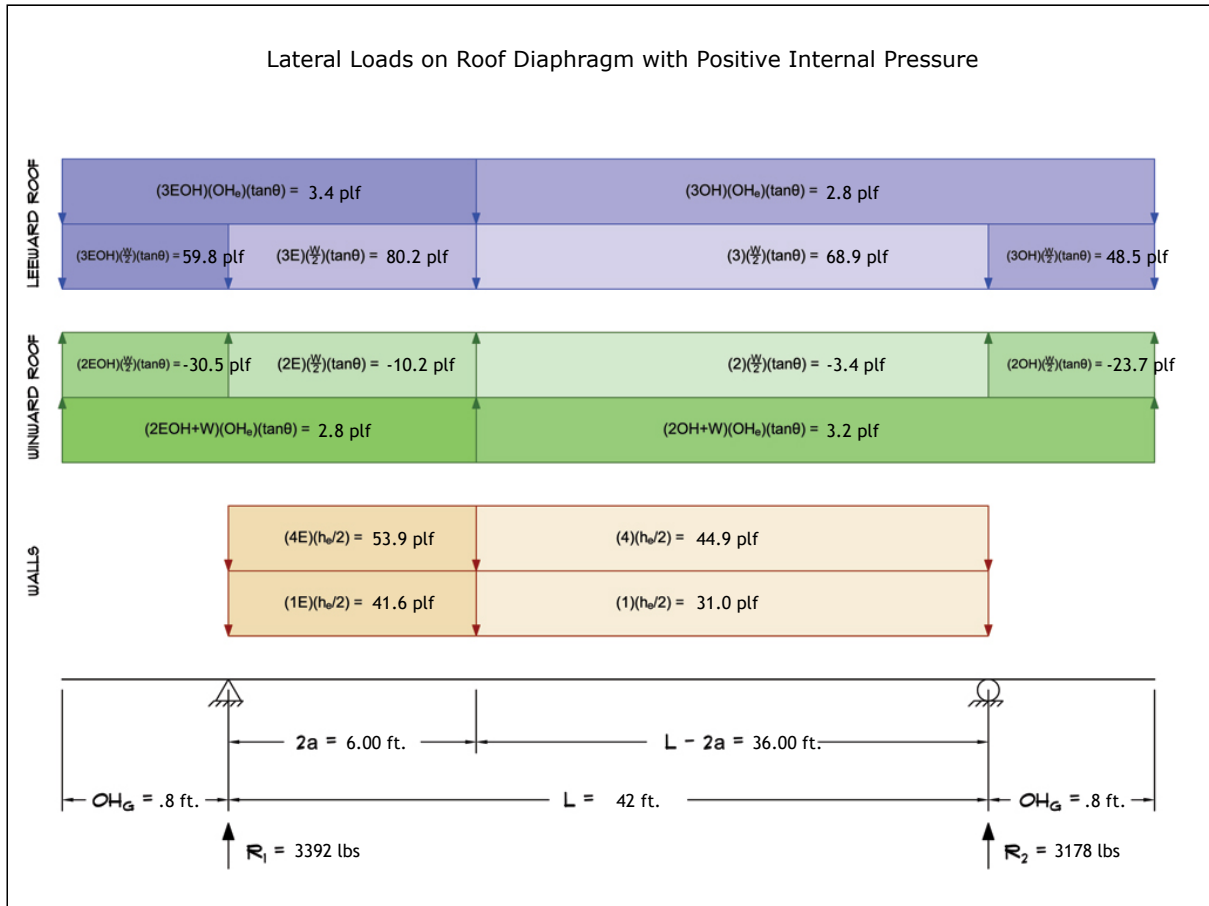 Lateral Loads on Roof Diaphragm with Positive Internal Pressure
LEEWARD ROOF
(3EOH)(OHₑ)(tanθ) = 3.4 plf
(3OH)(OHₑ)(tanθ) = 2.8 plf
(3EOH)(W/2)(tanθ) = 59.8 plf
(3E)(W/2)(tanθ) = 80.2 plf
(3)(W/2)(tanθ) = 68.9 plf
(3OH)(W/2)(tanθ) = 48.5 plf
WINWARD ROOF
(2EOH)(W/2)(tanθ) = -30.5 plf
(2E)(W/2)(tanθ) = -10.2 plf
(2)(W/2)(tanθ) = -3.4 plf
(2OH)(W/2)(tanθ) = -23.7 plf
(2EOH+W)(OHₑ)(tanθ) = 2.8 plf
(2OH+W)(OHₑ)(tanθ) = 3.2 plf
WALLS
(4E)(hₑ/2) = 53.9 plf
(4)(hₑ/2) = 44.9 plf
(1E)(hₑ/2) = 41.6 plf
(1)(hₑ/2) = 31.0 plf
2a = 6.00 ft.
L - 2a = 36.00 ft.
OH_G = .8 ft.
L = 42 ft.
OH_G = .8 ft.
R₁ = 3392 lbs
R₂ = 3178 lbs